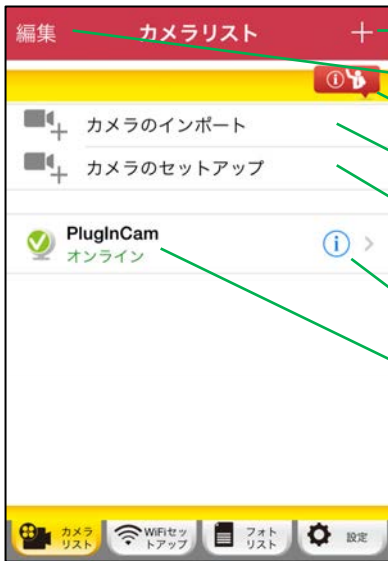 編集 カメラリスト +
カメラのインポート
カメラのセットアップ
PlugInCam
オンライン
カメラ
リスト
WiFiセッ
トアップ
フォト
リスト
設定